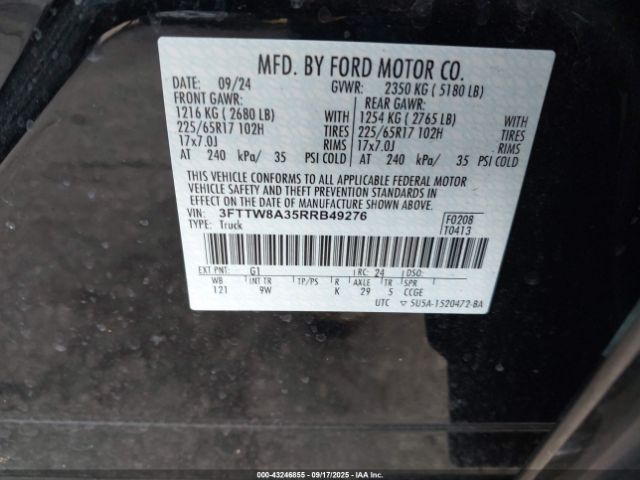 MFD. BY FORD MOTOR CO.
DATE: 09/24 GVWR: 2350 KG ( 5180 LB)
FRONT GAWR: REAR GAWR:
1216 KG ( 2680 LB) WITH 1254 KG ( 2765 LB) WITH
225/65R17 102H TIRES 225/65R17 102H TIRES
17x7.0J RIMS 17x7.0J RIMS
AT 240 kPa/ 35 PSI COLD AT 240 kPa/ 35 PSI COLD
THIS VEHICLE CONFORMS TO ALL APPLICABLE FEDERAL MOTOR
VEHICLE SAFETY AND THEFT PREVENTION STANDARDS
IN EFFECT ON THE DATE OF MANUFACTURE SHOWN ABOVE.
VIN: 3FTTW8A35RRB49276 F0208
TYPE: Truck T0413
EXT PNT: G1 RC: 24 DSO:
WB INT TR TP/PS R AXLE TR SPR
121 9W K 29 5 CCGE
UTC 5U5A-1520472-BA
000-43246855 - 09/17/2025 - IAAI.CA